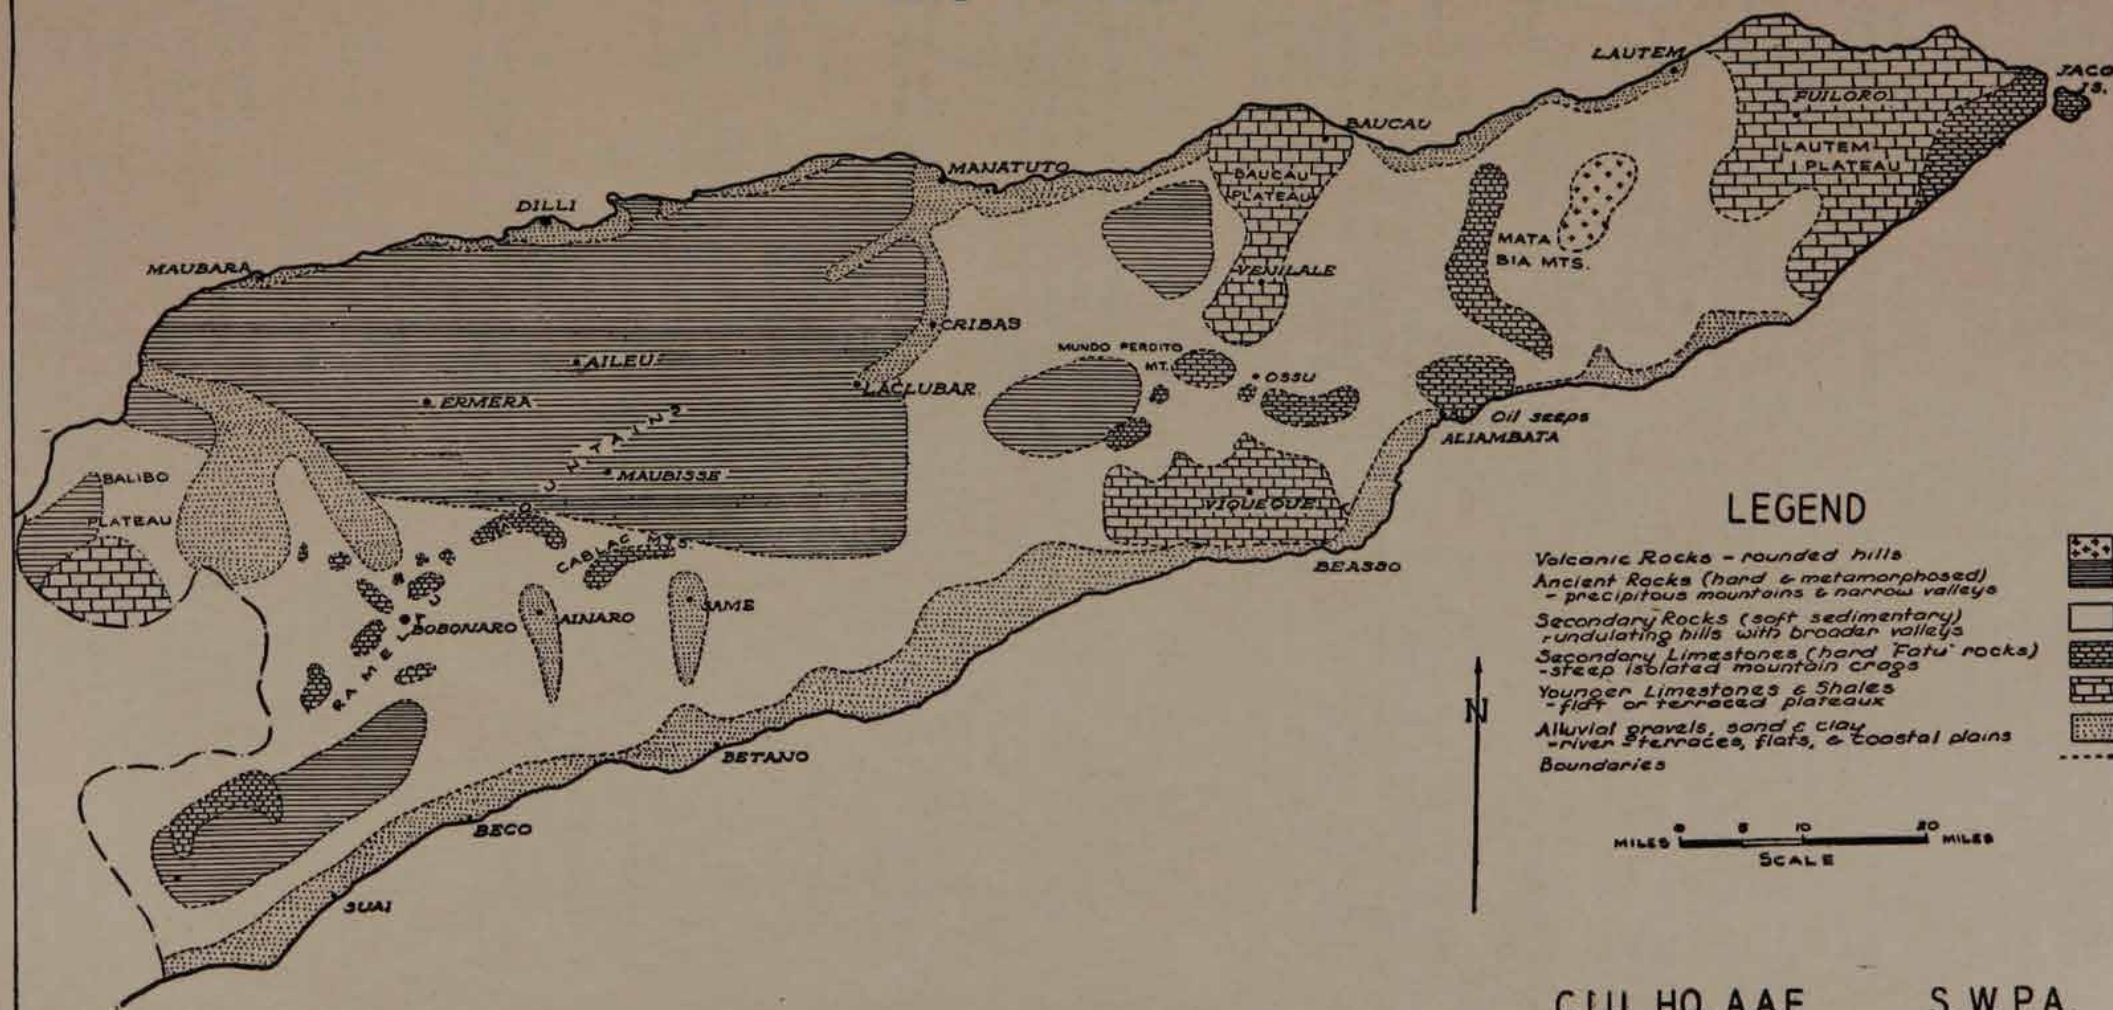 LAUTEM
JACO
IS.
FUILORO
BAUCAU
LAUTEM
PLATEAU
MANATUTO
BAUCAU
PLATEAU
DILLI
MATA
BIA MTS.
MAUBARA
VENILALE
CRIBAS
MUNDO PERDITO
MT.
AILEU
OSSU
LACLUBAR
ERMERA
Oil seeps
ALIAMBATA
MAUBISSE
BALIBO
PLATEAU
VIQUEQUE
CABLAC MTS.
BEASSO
SAME
AINARO
BOBONARO
BETANO
BECO
SUAI
LEGEND
Volcanic Rocks - rounded hills
Ancient Rocks (hard & metamorphosed)
- precipitous mountains & narrow valleys
Secondary Rocks (soft sedimentary)
- undulating hills with broader valleys
Secondary Limestones (hard 'Fatu' rocks)
- steep isolated mountain crags
Younger Limestones & Shales
- flat or terraced plateaux
Alluvial gravels, sand & clay
- river-terraces, flats, & coastal plains
Boundaries
N
0 5 10 20
MILES MILES
SCALE
S.W.P.A.